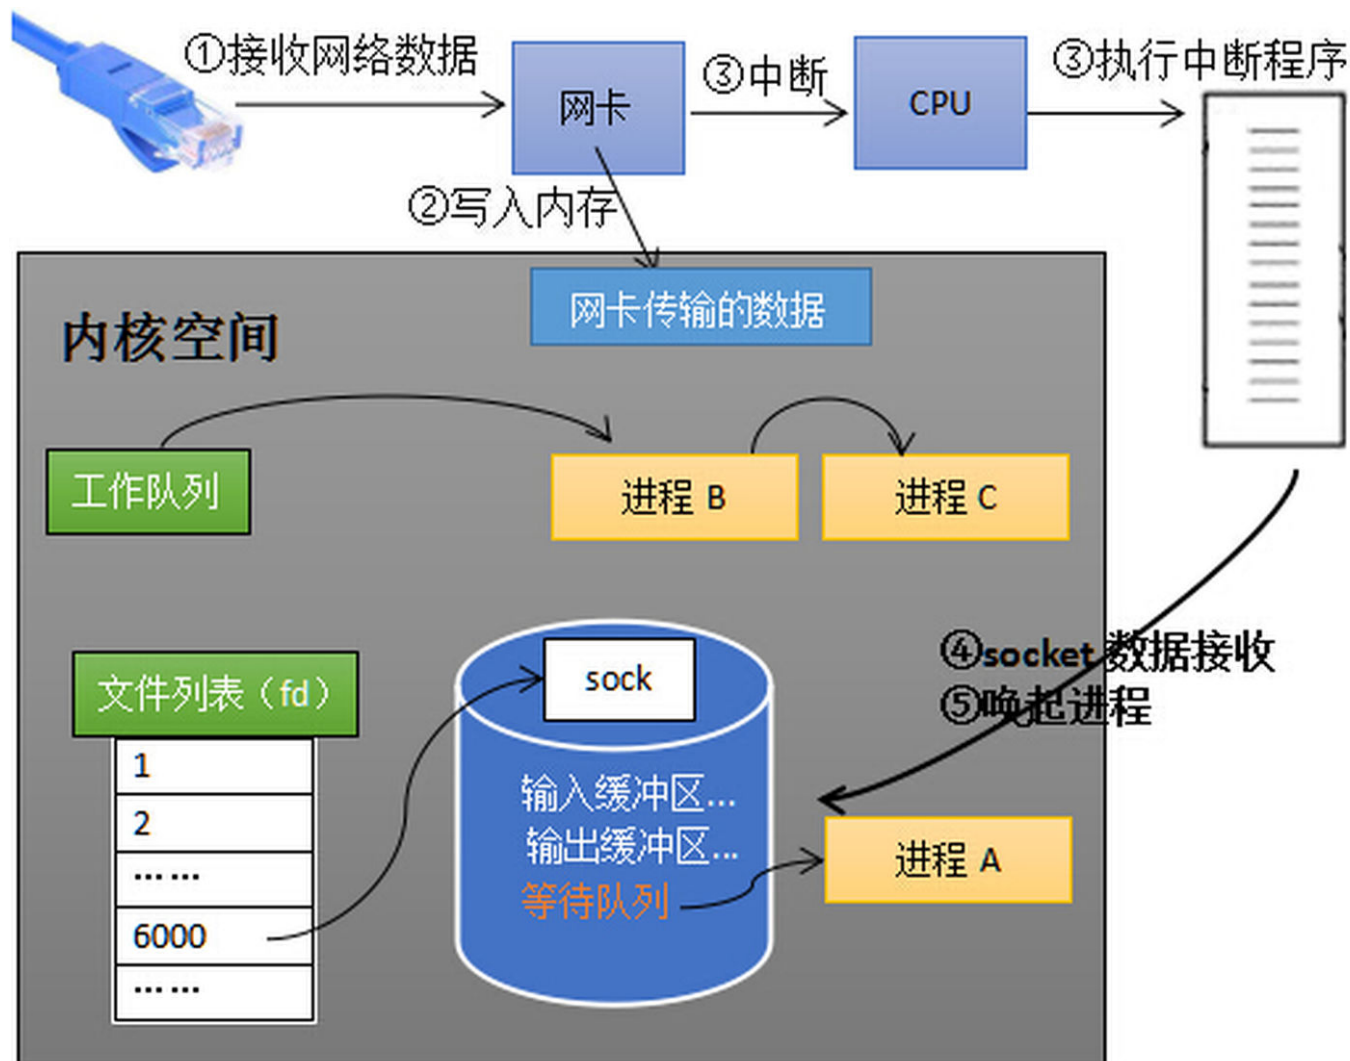 ①接收网络数据
网卡
③中断
CPU
③执行中断程序
②写入内存
网卡传输的数据
内核空间
工作队列
进程 B
进程 C
④socket 数据接收
⑤唤起进程
文件列表（fd）
1
2
……
6000
……
sock
输入缓冲区...
输出缓冲区...
等待队列
进程 A